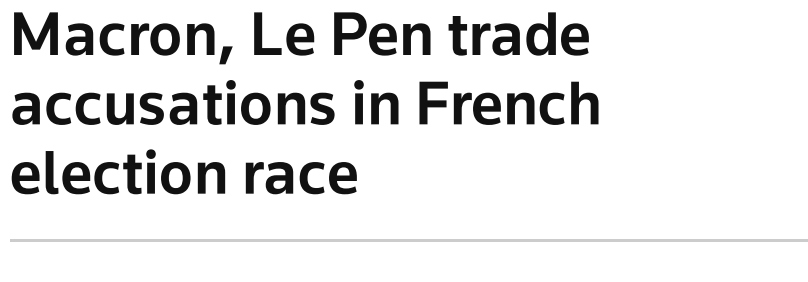 Macron, Le Pen trade
accusations in French
election race